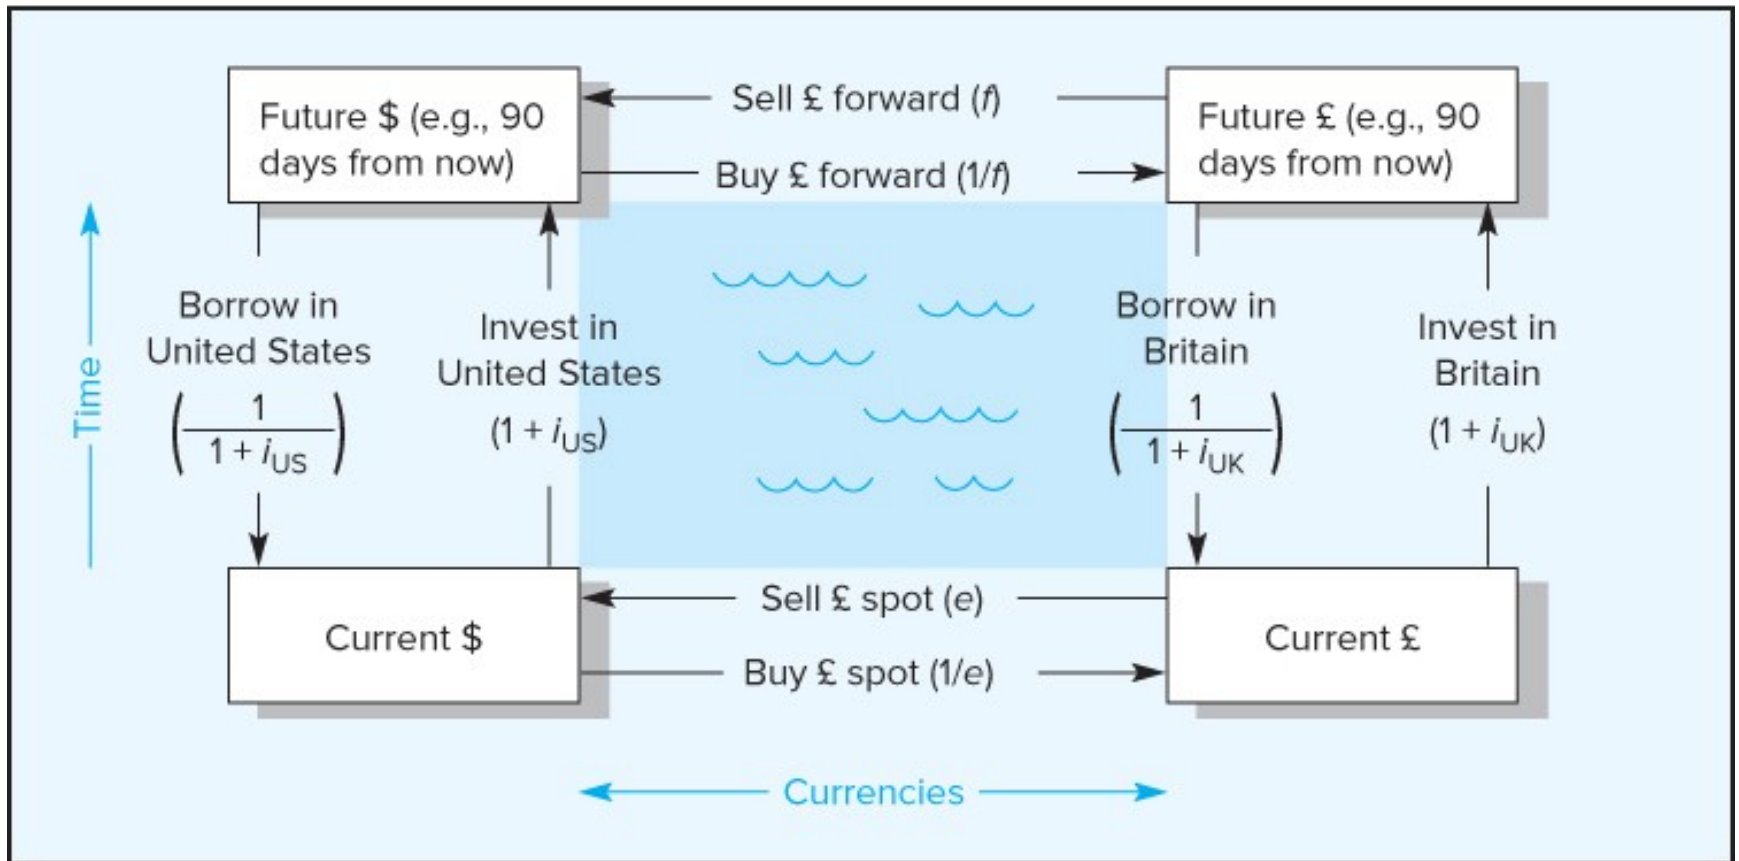 Future $ (e.g., 90
days from now)
Sell £ forward (f)
Buy £ forward (1/f)
Future £ (e.g., 90
days from now)
Time
Borrow in
United States
(1 / 1 + iUS)
Invest in
United States
(1 + iUS)
Borrow in
Britain
(1 / 1 + iUK)
Invest in
Britain
(1 + iUK)
Current $
Sell £ spot (e)
Buy £ spot (1/e)
Current £
Currencies